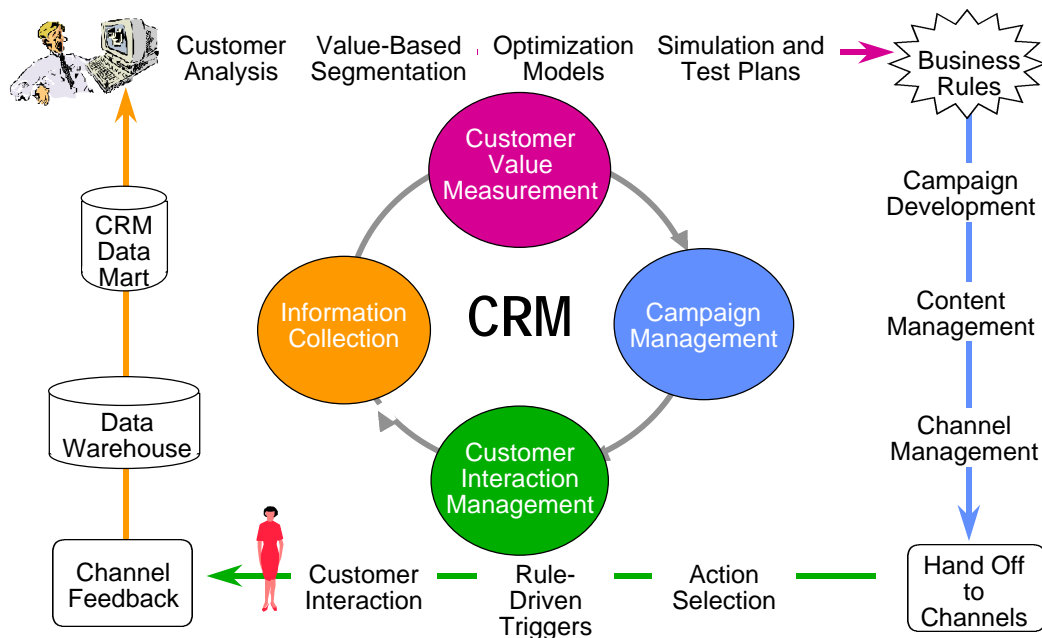 Customer
Analysis
Value-Based
Segmentation
Optimization
Models
Simulation and
Test Plans
Business
Rules
Customer
Value
Measurement
Campaign
Development
CRM
Data
Mart
Information
Collection
CRM
Campaign
Management
Content
Management
Data
Warehouse
Customer
Interaction
Management
Channel
Management
Channel
Feedback
Customer
Interaction
Rule-
Driven
Triggers
Action
Selection
Hand Off
to
Channels